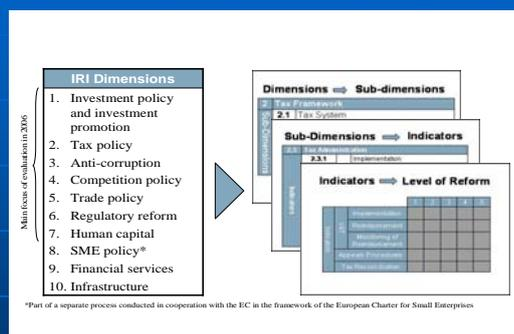 IRI Dimensions
Main focus of evaluation in 2006
1. Investment policy
and investment
promotion
2. Tax policy
3. Anti-corruption
4. Competition policy
5. Trade policy
6. Regulatory reform
7. Human capital
8. SME policy*
9. Financial services
10. Infrastructure
Dimensions Sub-dimensions
2 Tax Framework
Sub-Dimensions
2.1 Tax System
Sub-Dimensions Indicators
Tax Administration
Indicators
2.3.1 Implementation
Indicators Level of Reform
1 2 3 4 5
Indicators
VAT
Implementation
Reimbursement
Monitoring of
Reimbursement
Appeals Procedures
Tax Reconciliation
*Part of a separate process conducted in cooperation with the EC in the framework of the European Charter for Small Enterprises